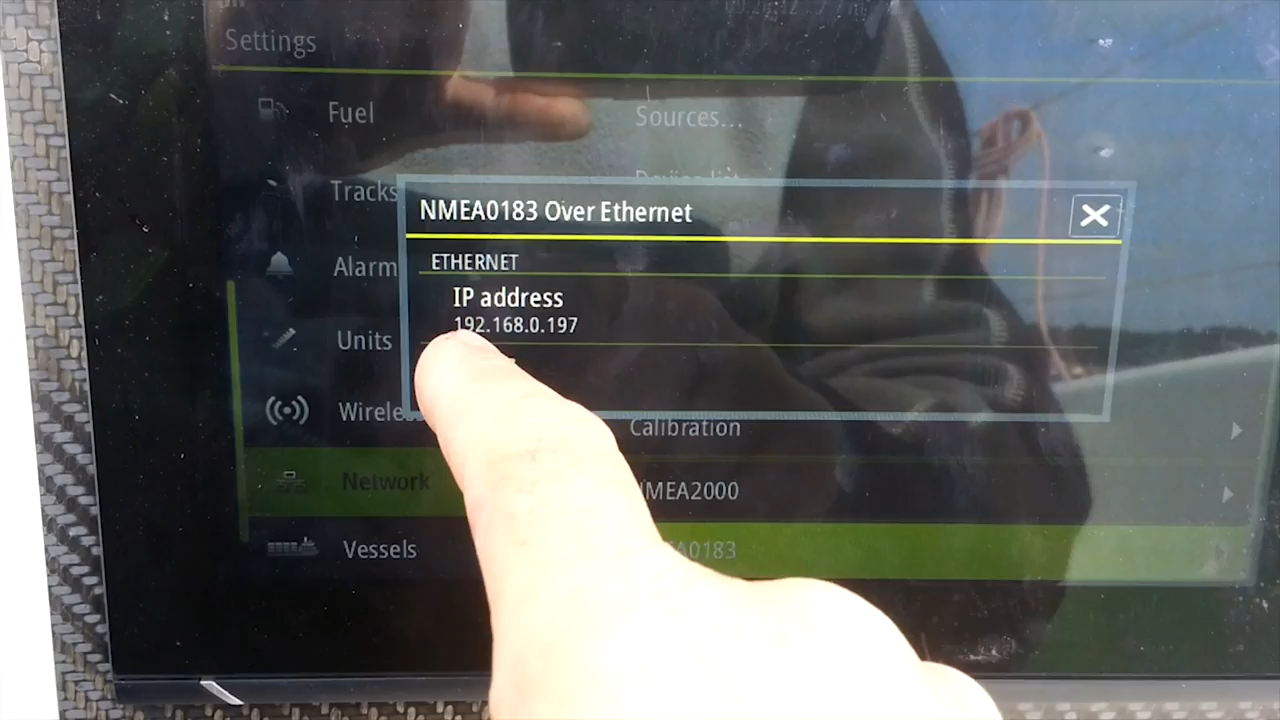 Settings
Fuel
Sources...
Tracks
NMEA0183 Over Ethernet
ETHERNET
Alarm
IP address
192.168.0.197
Units
Calibration
Network
Vessels